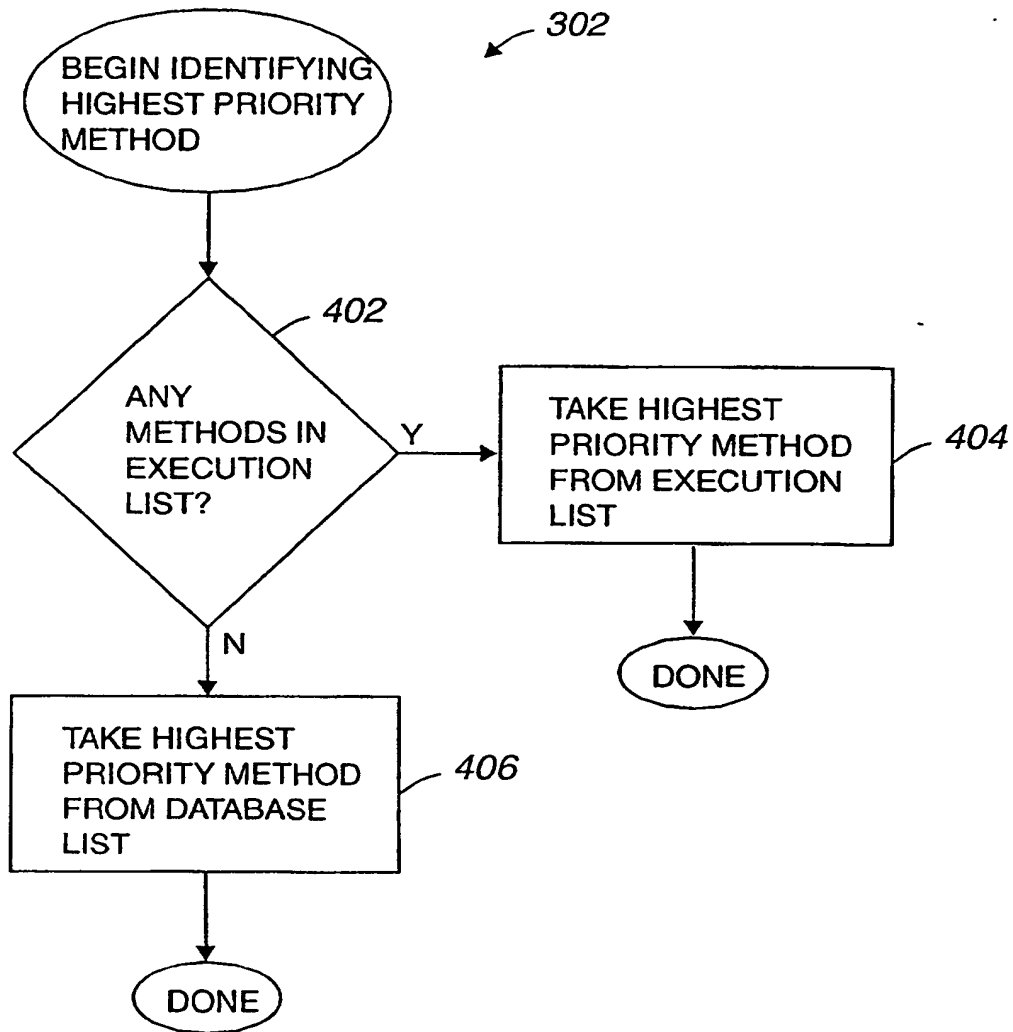 302
BEGIN IDENTIFYING
HIGHEST PRIORITY
METHOD
402
ANY
METHODS IN
EXECUTION
LIST?
Y
TAKE HIGHEST
PRIORITY METHOD
FROM EXECUTION
LIST
404
DONE
N
TAKE HIGHEST
PRIORITY METHOD
FROM DATABASE
LIST
406
DONE